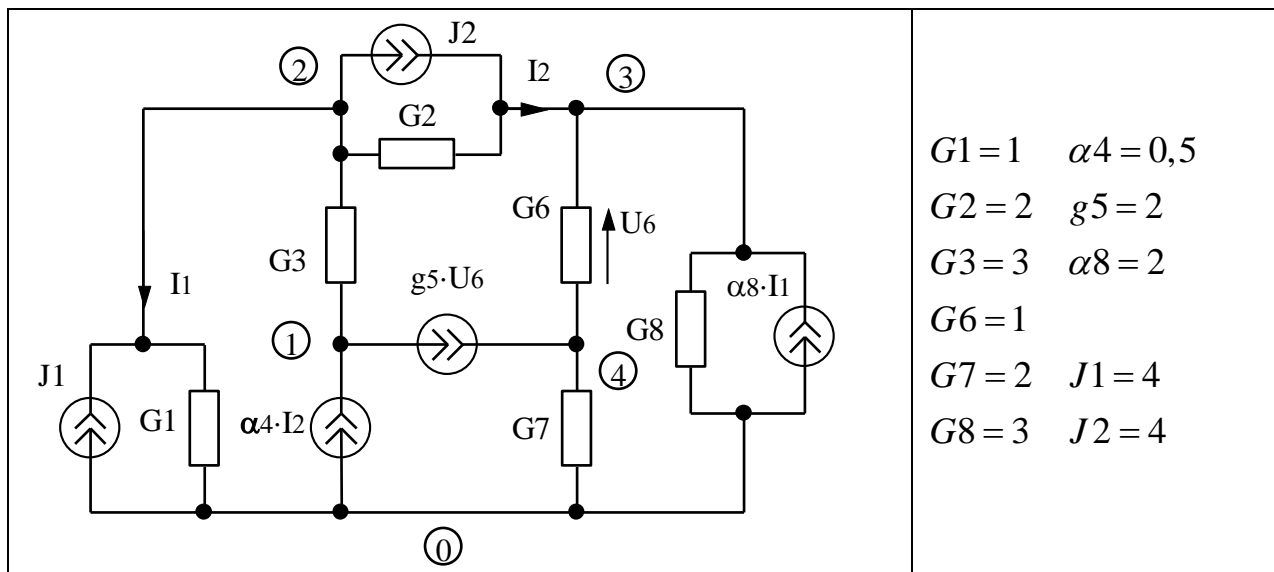 J2
2
I2
3
G2
G6
U6
G3
I1
g5·U6
α8·I1
1
G8
J1
4
G1
α4·I2
G7
0
G1=1 α4=0,5
G2=2 g5=2
G3=3 α8=2
G6=1
G7=2 J1=4
G8=3 J2=4